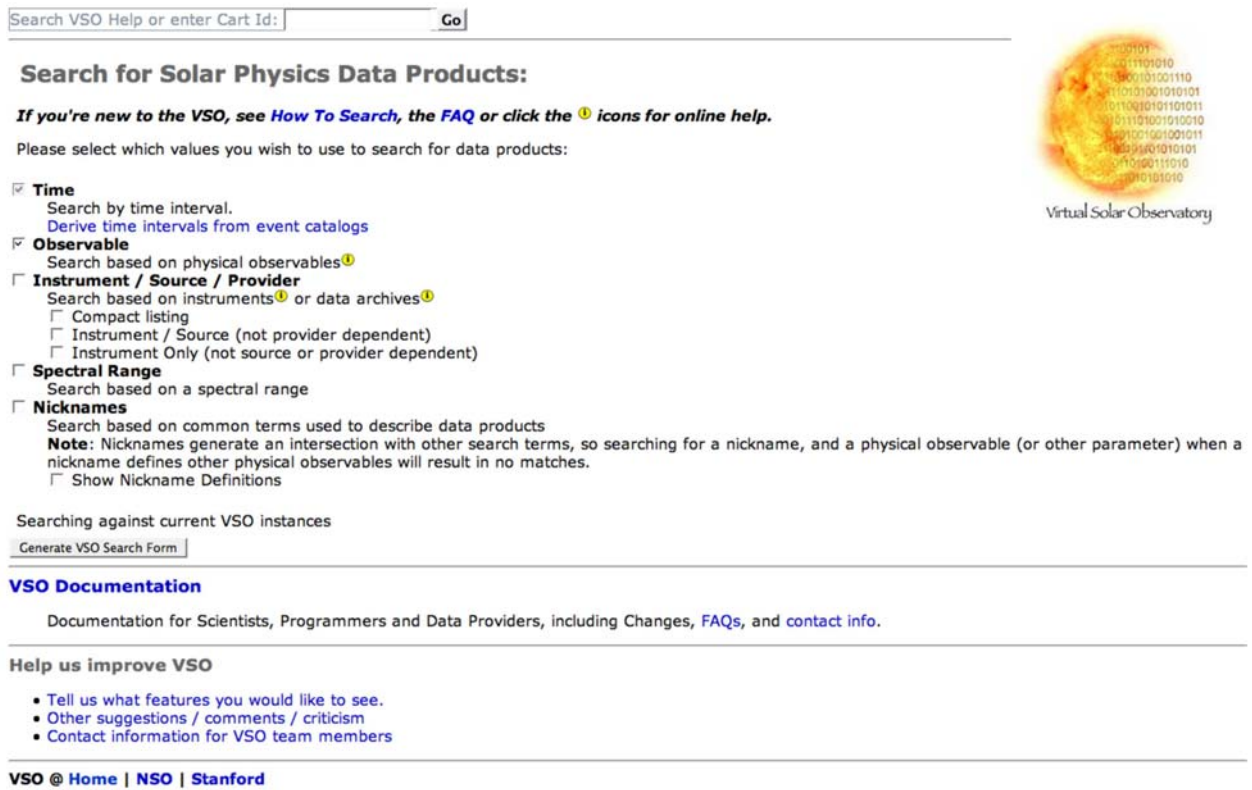 Search VSO Help or enter Cart Id: Go
Search for Solar Physics Data Products:
If you're new to the VSO, see How To Search, the FAQ or click the i icons for online help.
Please select which values you wish to use to search for data products:
Time
Search by time interval.
Derive time intervals from event catalogs
Observable
Search based on physical observables
Instrument / Source / Provider
Search based on instruments or data archives
Compact listing
Instrument / Source (not provider dependent)
Instrument Only (not source or provider dependent)
Spectral Range
Search based on a spectral range
Nicknames
Search based on common terms used to describe data products
Note: Nicknames generate an intersection with other search terms, so searching for a nickname, and a physical observable (or other parameter) when a
nickname defines other physical observables will result in no matches.
Show Nickname Definitions
Searching against current VSO instances
Generate VSO Search Form
VSO Documentation
Documentation for Scientists, Programmers and Data Providers, including Changes, FAQs, and contact info.
Help us improve VSO
• Tell us what features you would like to see.
• Other suggestions / comments / criticism
• Contact information for VSO team members
VSO @ Home | NSO | Stanford
Virtual Solar Observatory